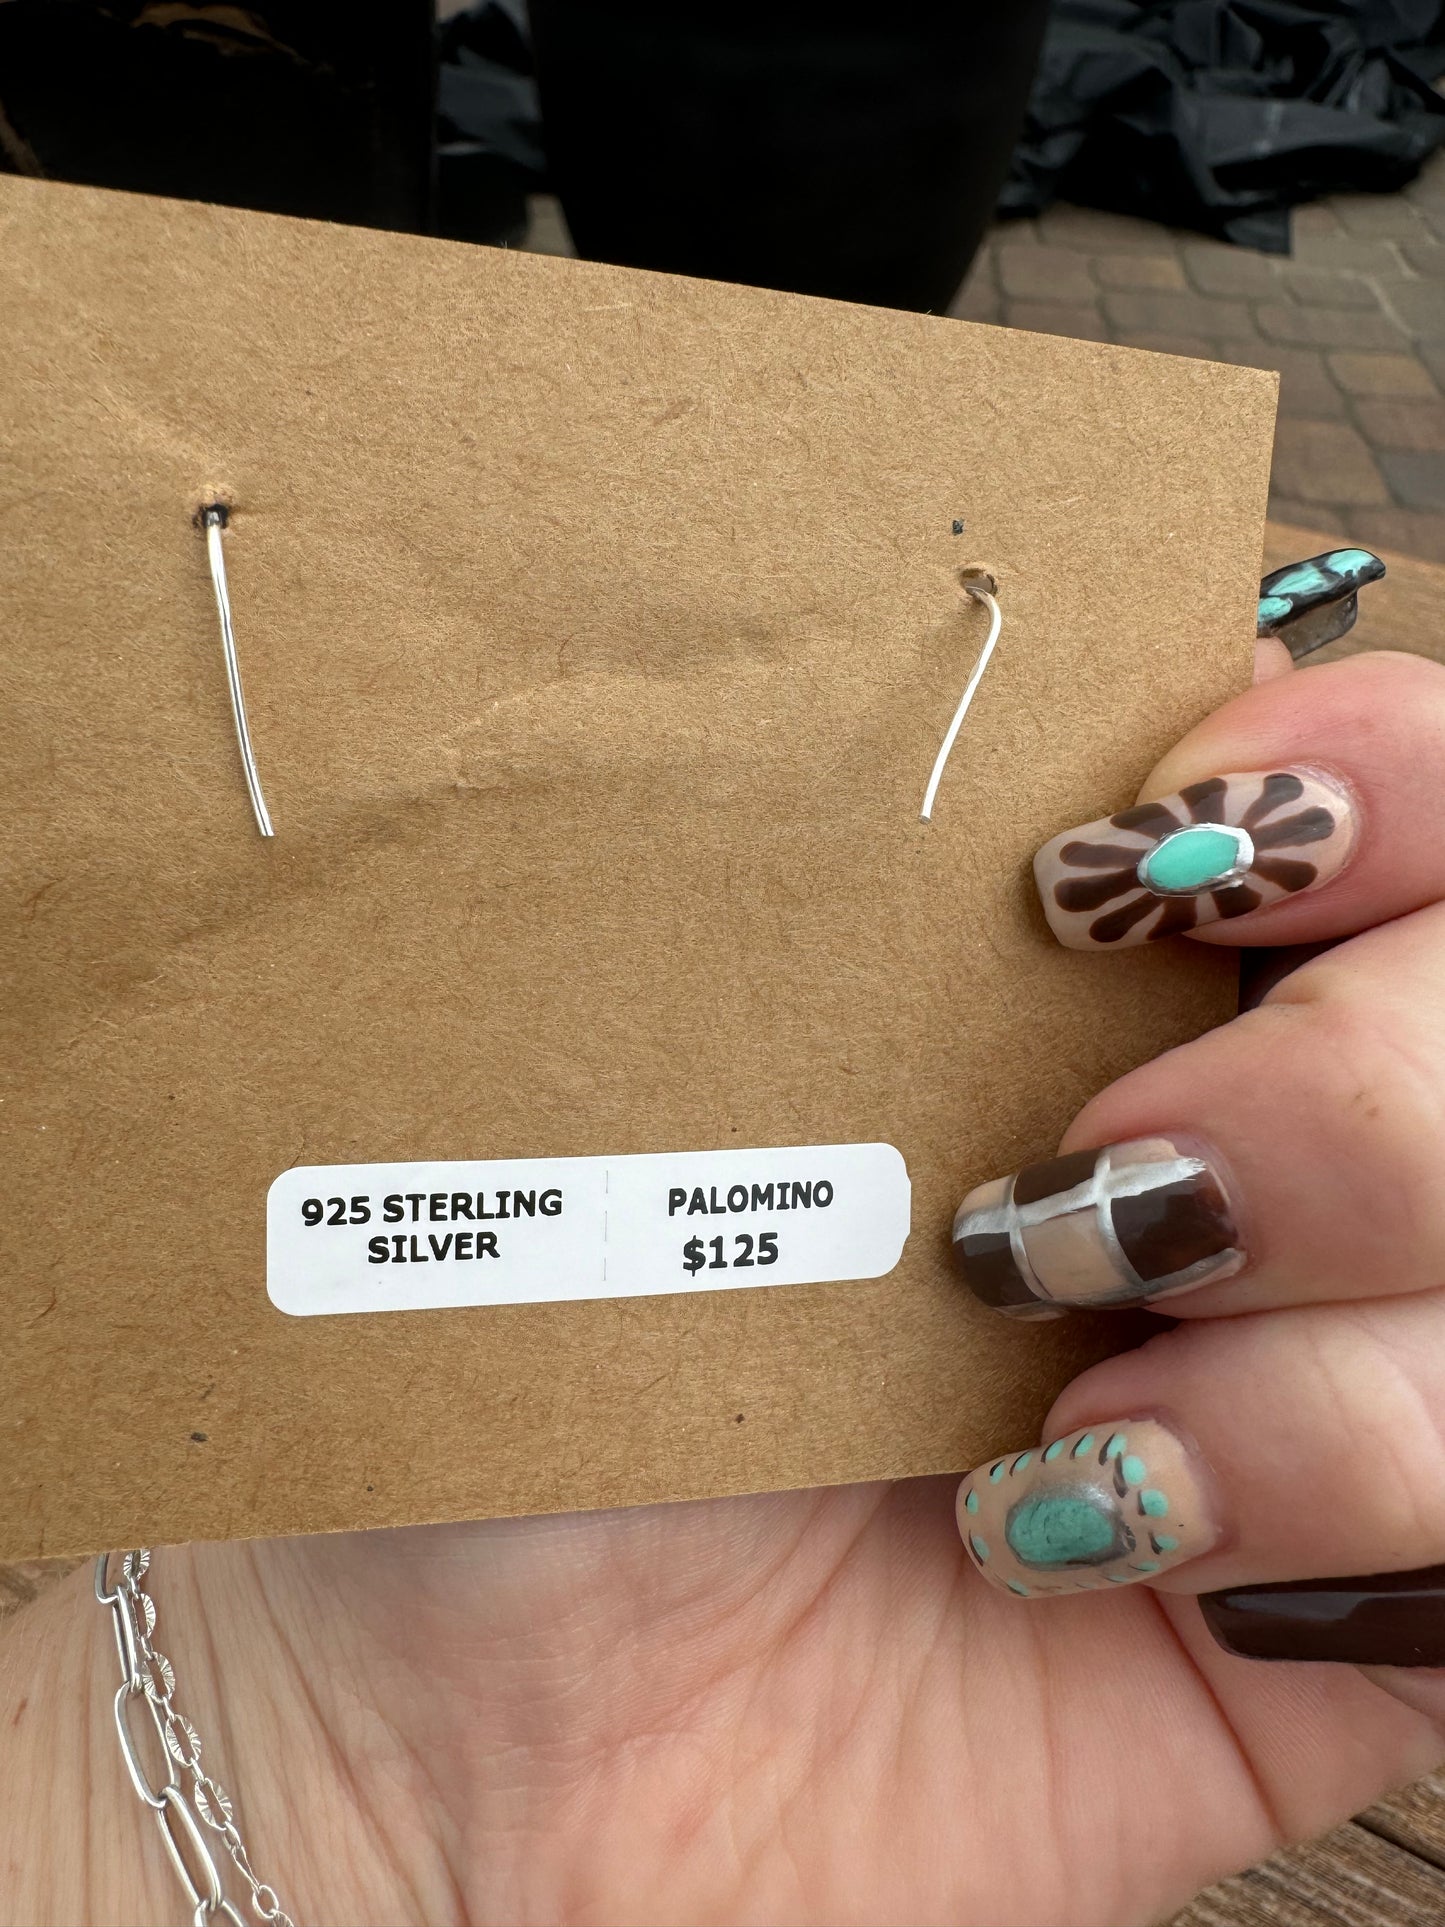 925 STERLING
SILVER
PALOMINO
$125